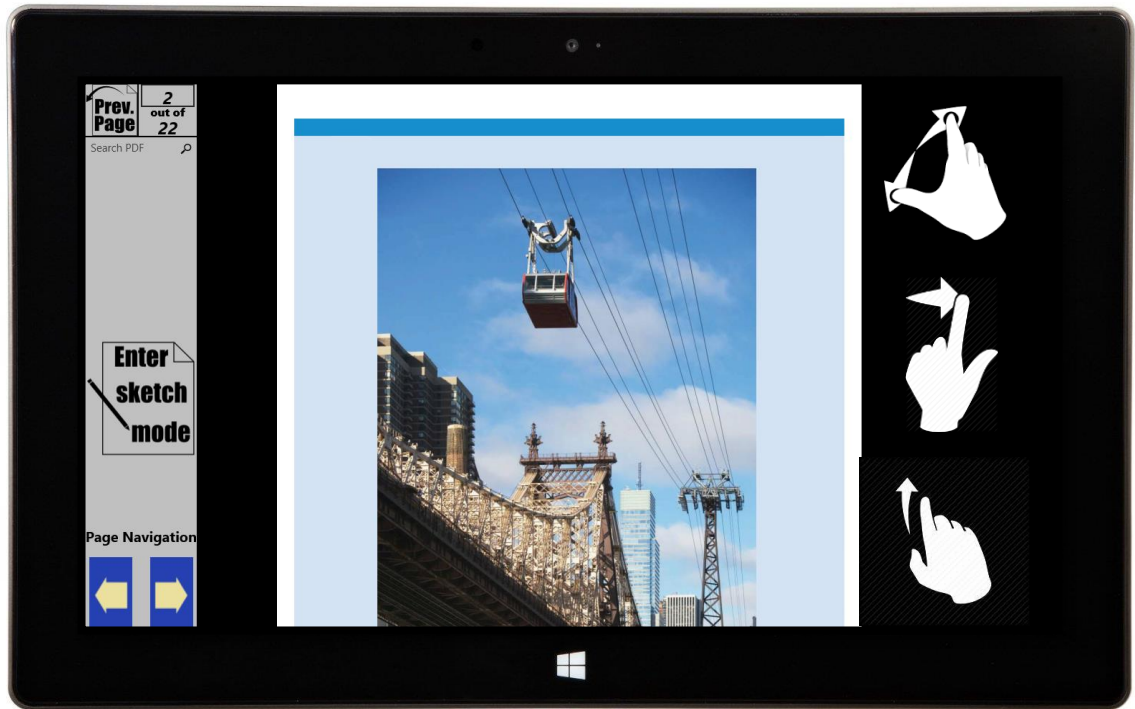 Prev.
Page
2
out of
22
Search PDF
Enter
sketch
mode
Page Navigation